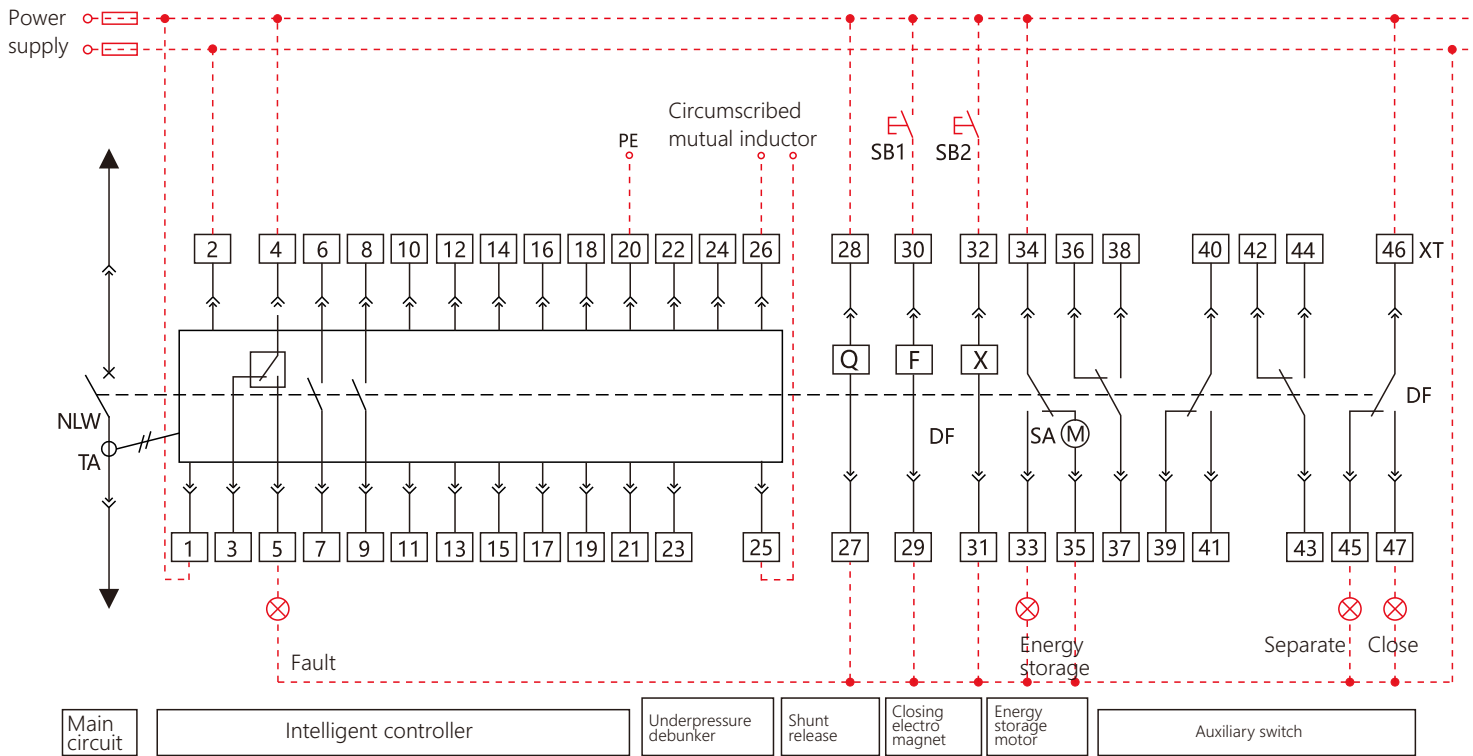 Power
supply
Circumscribed
mutual inductor
PE
SB1
SB2
2
4
6
8
10
12
14
16
18
20
22
24
26
28
30
32
34
36
38
40
42
44
46
XT
Q
F
X
NLW
TA
DF
SA
M
DF
1
3
5
7
9
11
13
15
17
19
21
23
25
27
29
31
33
35
37
39
41
43
45
47
Fault
Energy
storage
Separate
Close
Main
circuit
Intelligent controller
Underpressure
debunker
Shunt
release
Closing
electro
magnet
Energy
storage
motor
Auxiliary switch